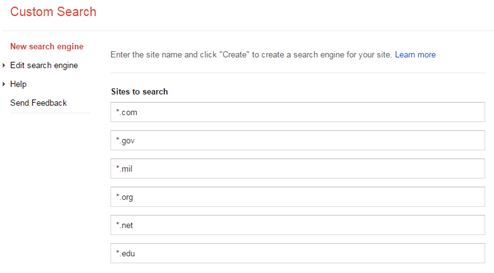 Custom Search
New search engine
Edit search engine
Help
Send Feedback
Enter the site name and click "Create" to create a search engine for your site. Learn more
Sites to search
*.com
*.gov
*.mil
*.org
*.net
*.edu